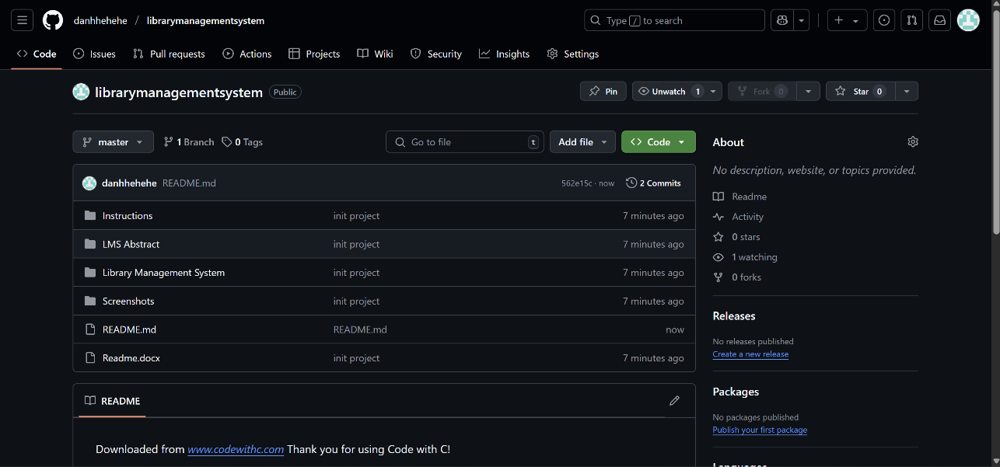 danhhehehe / librarymanagementsystem Type / to search
Code Issues Pull requests Actions Projects Wiki Security Insights Settings
librarymanagementsystem Public Pin Unwatch 1 Fork 0 Star 0
master 1 Branch 0 Tags Go to file t Add file Code
danhhehehe README.md 562e15c · now 2 Commits
Instructions init project 7 minutes ago
LMS Abstract init project 7 minutes ago
Library Management System init project 7 minutes ago
Screenshots init project 7 minutes ago
README.md README.md now
Readme.docx init project 7 minutes ago
README
Downloaded from www.codewithc.com Thank you for using Code with C!
About
No description, website, or topics provided.
Readme
Activity
0 stars
1 watching
0 forks
Releases
No releases published
Create a new release
Packages
No packages published
Publish your first package
Languages